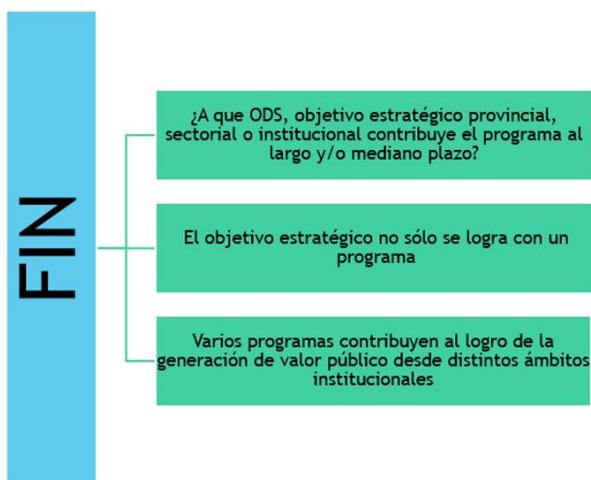 FIN
¿A que ODS, objetivo estratégico provincial,
sectorial o institucional contribuye el programa al
largo y/o mediano plazo?
El objetivo estratégico no sólo se logra con un
programa
Varios programas contribuyen al logro de la
generación de valor público desde distintos ámbitos
institucionales